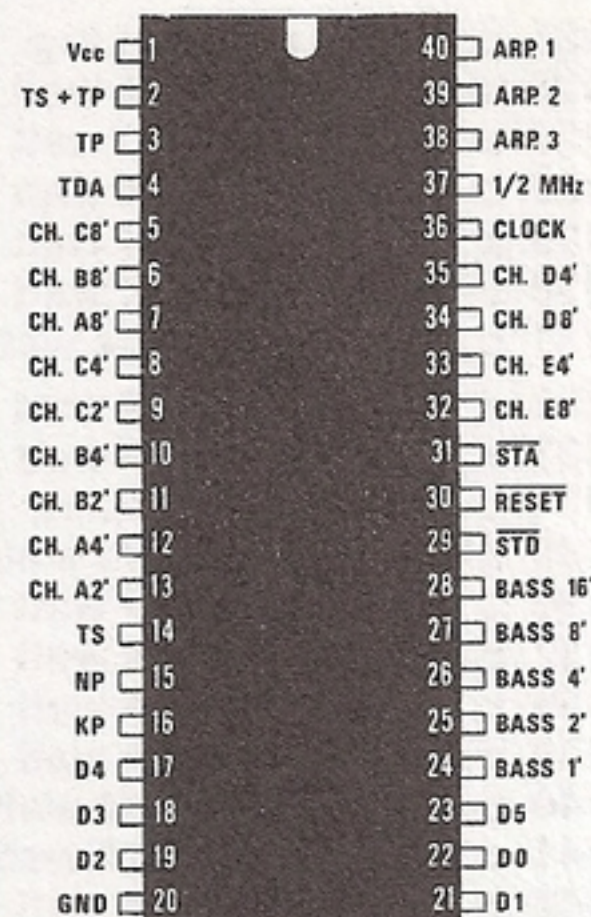 Vcc 1 40 ARP. 1
TS + TP 2 39 ARP. 2
TP 3 38 ARP. 3
TDA 4 37 1/2 MHz
CH. C8' 5 36 CLOCK
CH. B8' 6 35 CH. D4'
CH. A8' 7 34 CH. D8'
CH. C4' 8 33 CH. E4'
CH. C2' 9 32 CH. E8'
CH. B4' 10 31 S̅T̅A̅
CH. B2' 11 30 R̅E̅S̅E̅T̅
CH. A4' 12 29 S̅T̅D̅
CH. A2' 13 28 BASS 16'
TS 14 27 BASS 8'
NP 15 26 BASS 4'
KP 16 25 BASS 2'
D4 17 24 BASS 1'
D3 18 23 D5
D2 19 22 D0
GND 20 21 D1